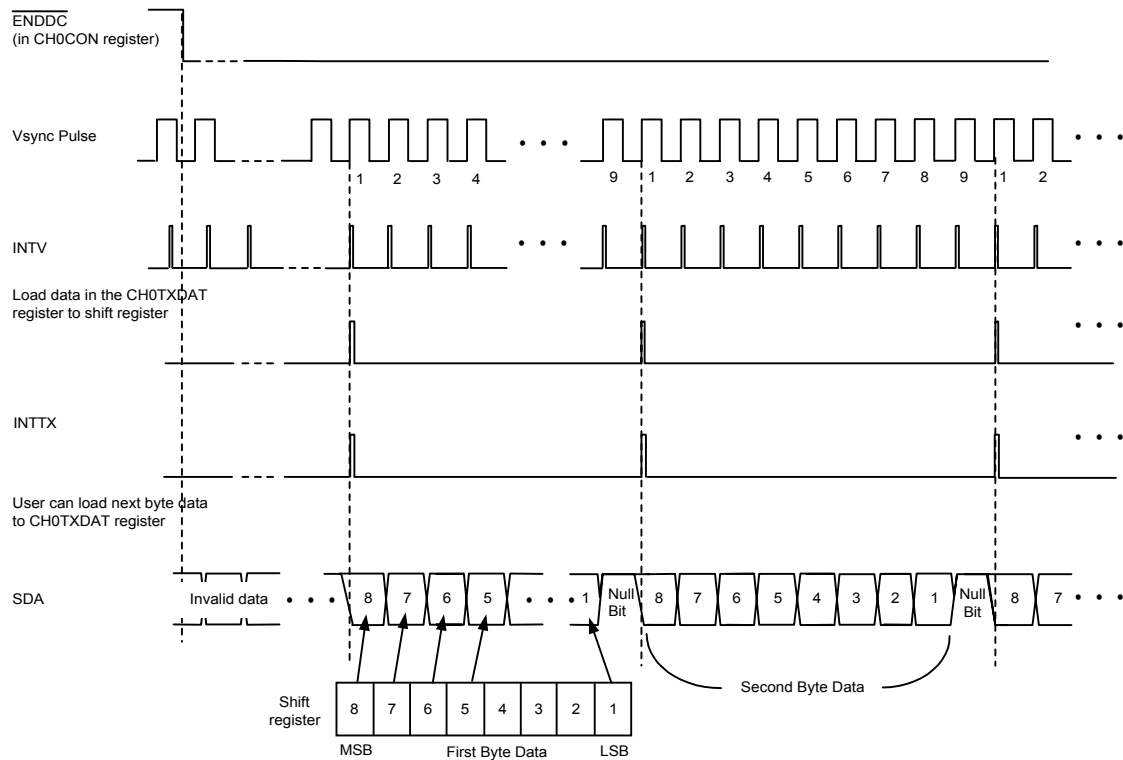 ENDDC
(in CH0CON register)
Vsync Pulse
1 2 3 4 • • • 9 1 2 3 4 5 6 7 8 9 1 2 • • •
INTV
• • • • • •
Load data in the CH0TXDAT
register to shift register
• • •
INTTX
• • •
User can load next byte data
to CH0TXDAT register
SDA
Invalid data • • • 8 7 6 5 • • • 1 Null Bit 8 7 6 5 4 3 2 1 Null Bit 8 7 • • •
Second Byte Data
Shift
register
8 7 6 5 4 3 2 1
MSB First Byte Data LSB